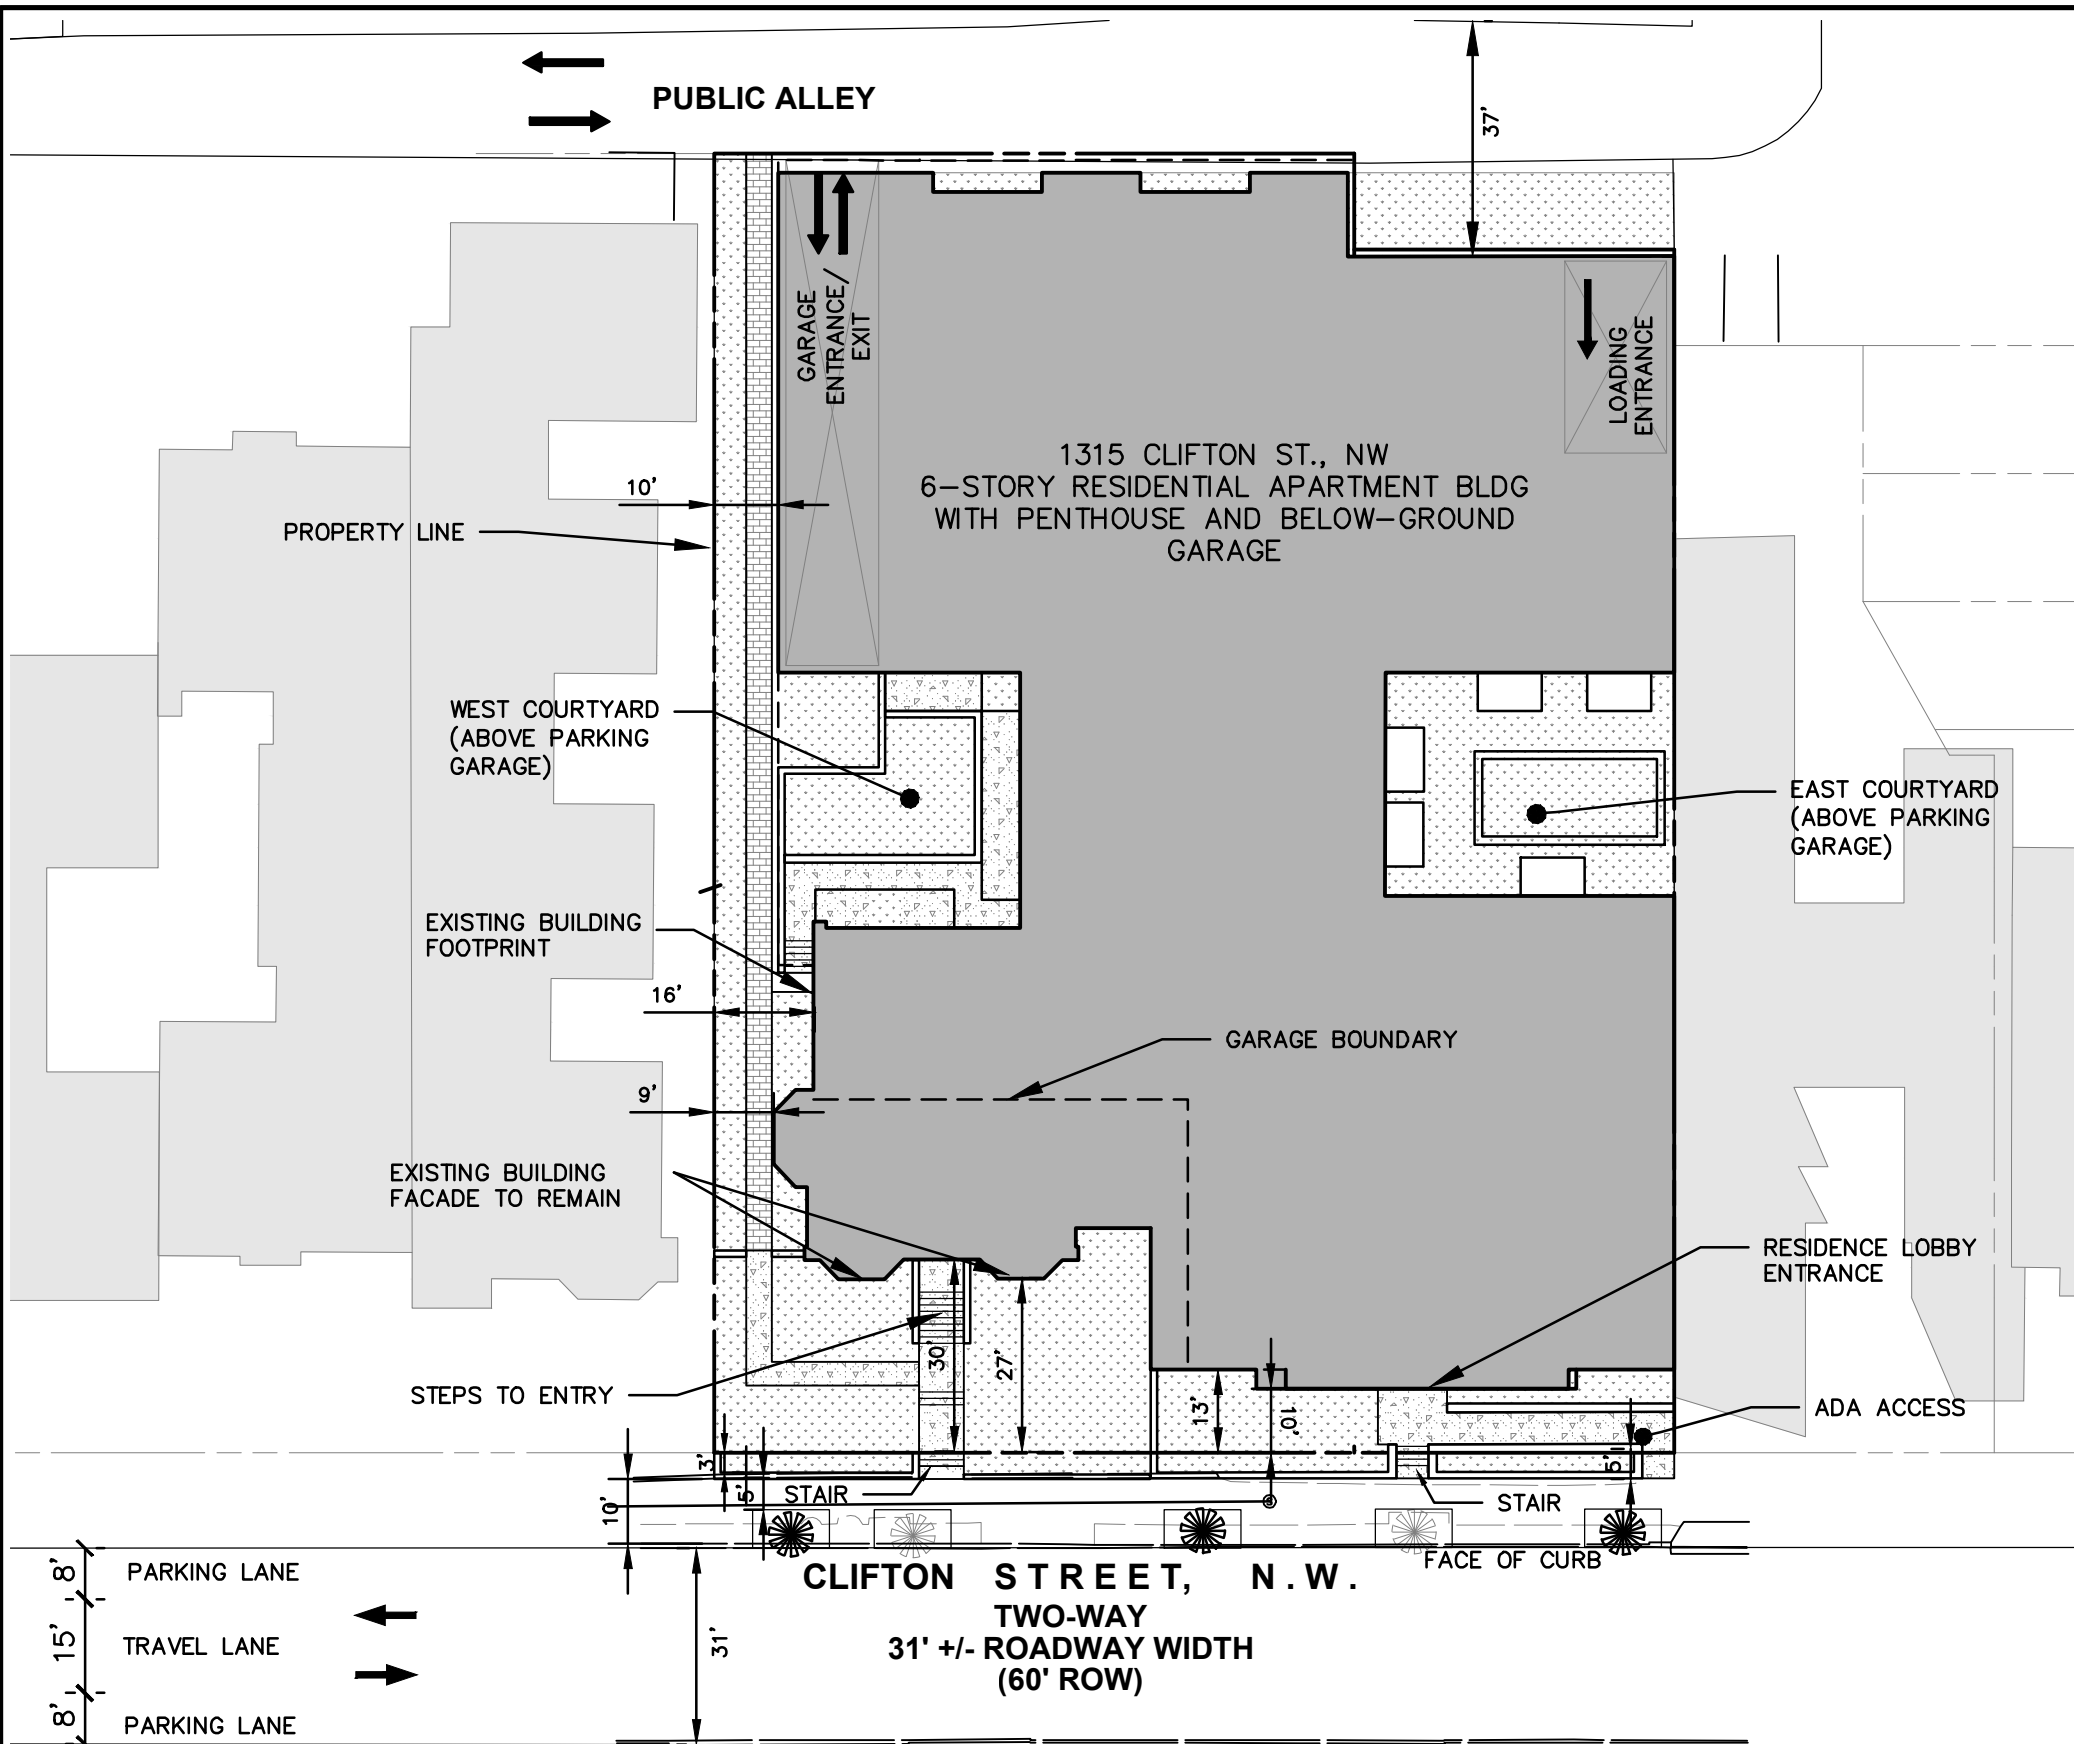 PUBLIC ALLEY
37'
GARAGE
ENTRANCE/
EXIT
LOADING
ENTRANCE
1315 CLIFTON ST., NW
6-STORY RESIDENTIAL APARTMENT BLDG
WITH PENTHOUSE AND BELOW-GROUND
GARAGE
10'
PROPERTY LINE
WEST COURTYARD
(ABOVE PARKING
GARAGE)
EAST COURTYARD
(ABOVE PARKING
GARAGE)
EXISTING BUILDING
FOOTPRINT
16'
GARAGE BOUNDARY
9'
EXISTING BUILDING
FACADE TO REMAIN
RESIDENCE LOBBY
ENTRANCE
30'
27'
STEPS TO ENTRY
13'
10'
ADA ACCESS
3'
5'
10'
5'
STAIR
STAIR
FACE OF CURB
CLIFTON STREET, N.W.
TWO-WAY
31' +/- ROADWAY WIDTH
(60' ROW)
8'
PARKING LANE
15'
TRAVEL LANE
31'
8'
PARKING LANE